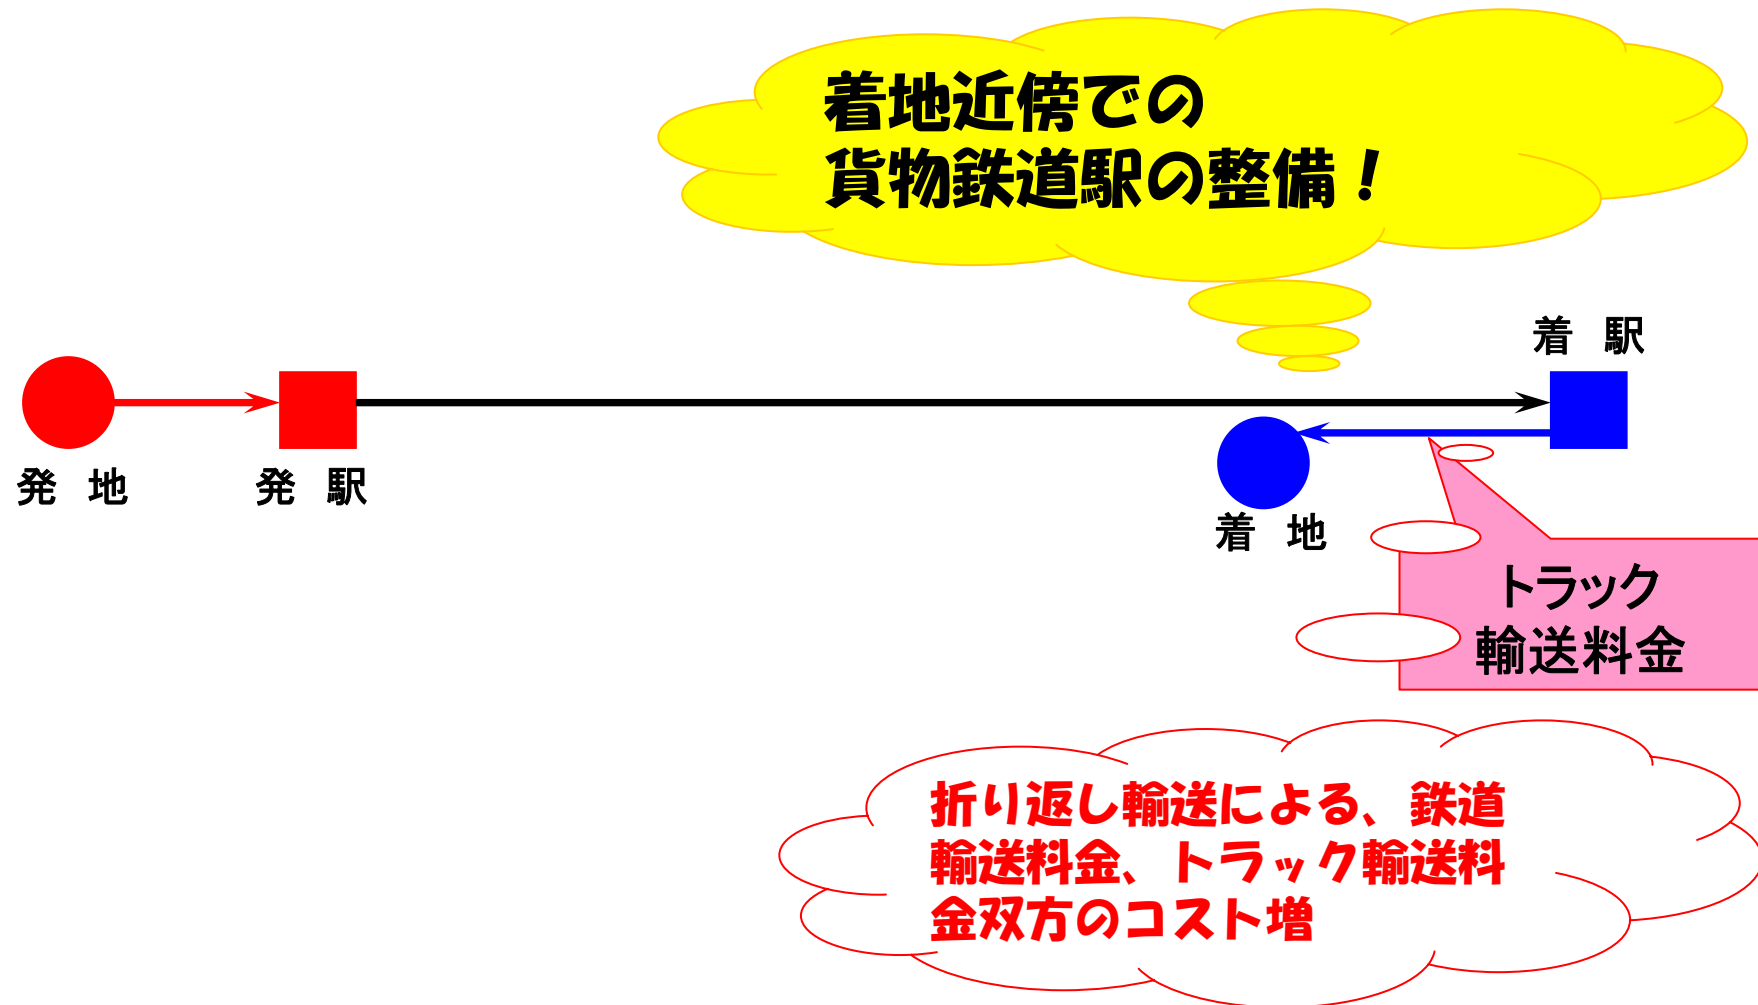 着地近傍での
貨物鉄道駅の整備！
着　駅
発　地
発　駅
着　地
トラック
輸送料金
折り返し輸送による、鉄道
輸送料金、トラック輸送料
金双方のコスト増